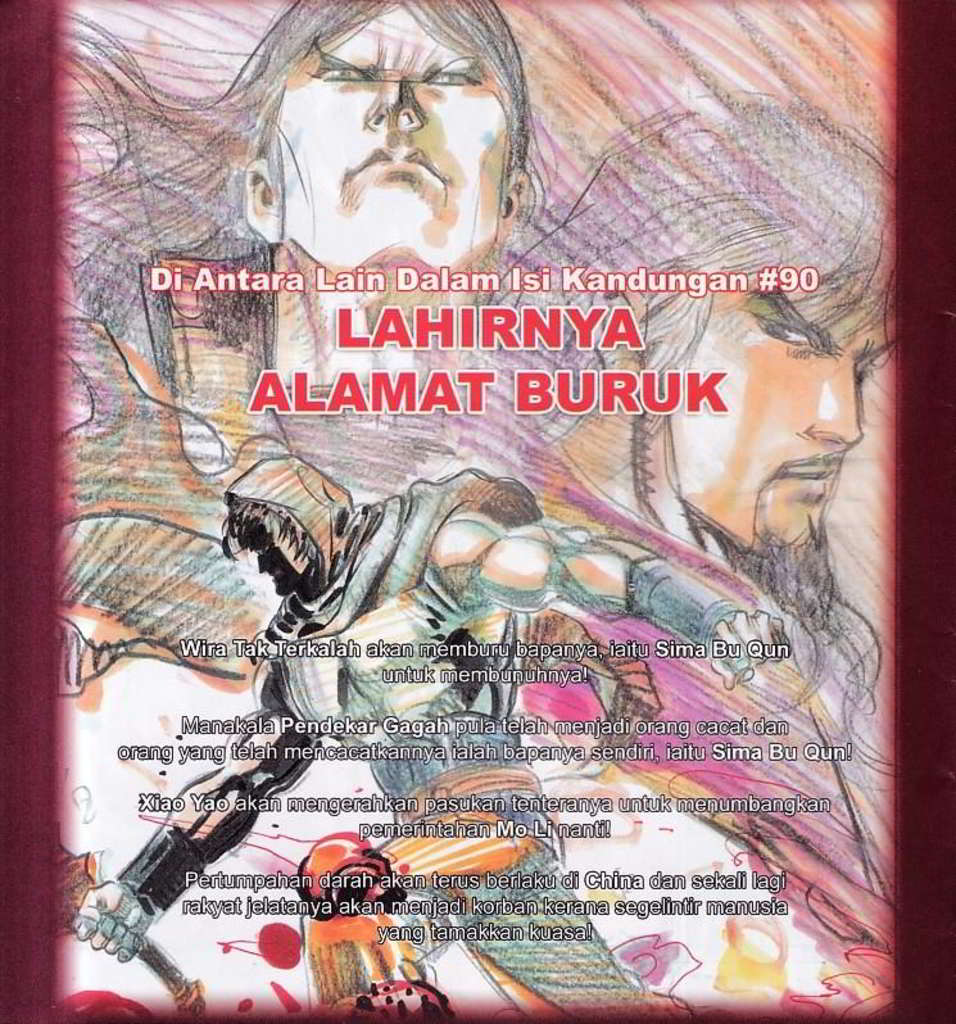 Di Antara Lain Dalam Isi Kandungan #90
LAHIRNYA
ALAMAT BURUK
Wira Tak Terkalah akan memburu bapanya, iaitu Sima Bu Qun
untuk membunuhnya!
Manakala Pendekar Gagah pula telah menjadi orang cacat dan
orang yang telah mencacatkannya ialah bapanya sendiri, iaitu Sima Bu Qun!
Xiao Yao akan mengerahkan pasukan tenteranya untuk menumbangkan
pemerintahan Mo Li nanti!
Pertumpahan darah akan terus berlaku di China dan sekali lagi
rakyat jelatanya akan menjadi korban kerana segelintir manusia
yang tamakkan kuasa!